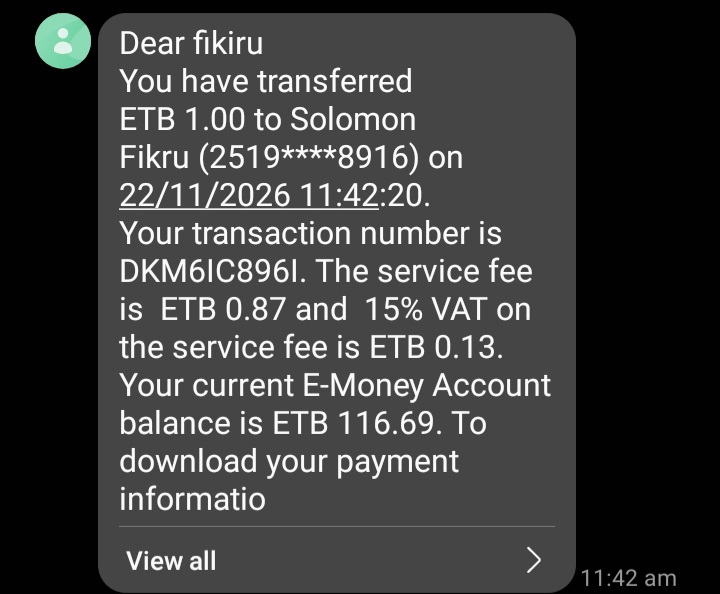 Dear fikiru
You have transferred
ETB 1.00 to Solomon
Fikru (2519****8916) on
22/11/2026 11:42:20.
Your transaction number is
DKM6IC896I. The service fee
is  ETB 0.87 and  15% VAT on
the service fee is ETB 0.13.
Your current E-Money Account
balance is ETB 116.69. To
download your payment
informatio
View all
11:42 am